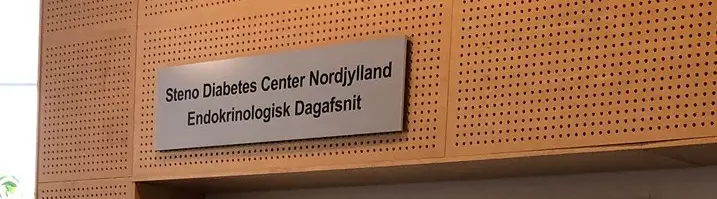 Steno Diabetes Center Nordjylland
Endokrinologisk Dagafsnit